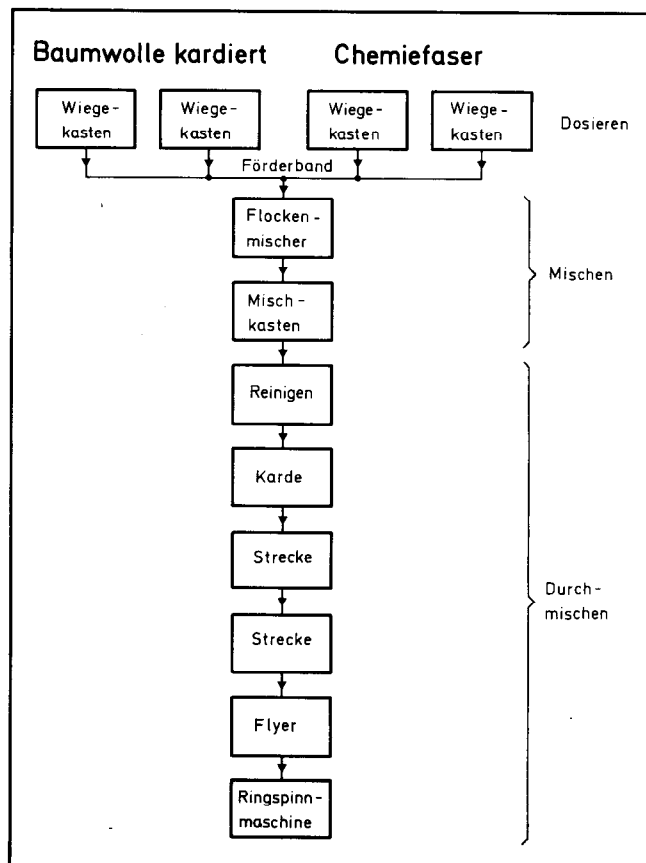 Baumwolle kardiert Chemiefaser
Wiege-
kasten
Wiege-
kasten
Wiege-
kasten
Wiege-
kasten
Dosieren
Förderband
Flocken-
mischer
Misch-
kasten
Mischen
Reinigen
Karde
Strecke
Strecke
Flyer
Ringspinn-
maschine
Durch-
mischen